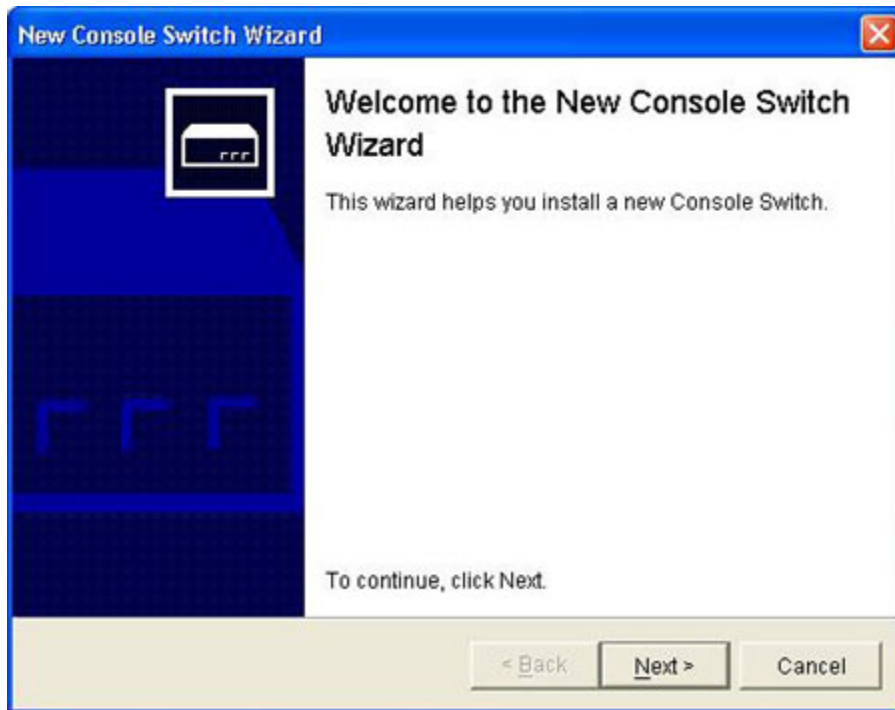 New Console Switch Wizard
Welcome to the New Console Switch
Wizard
This wizard helps you install a new Console Switch.
To continue, click Next.
< Back
Next >
Cancel